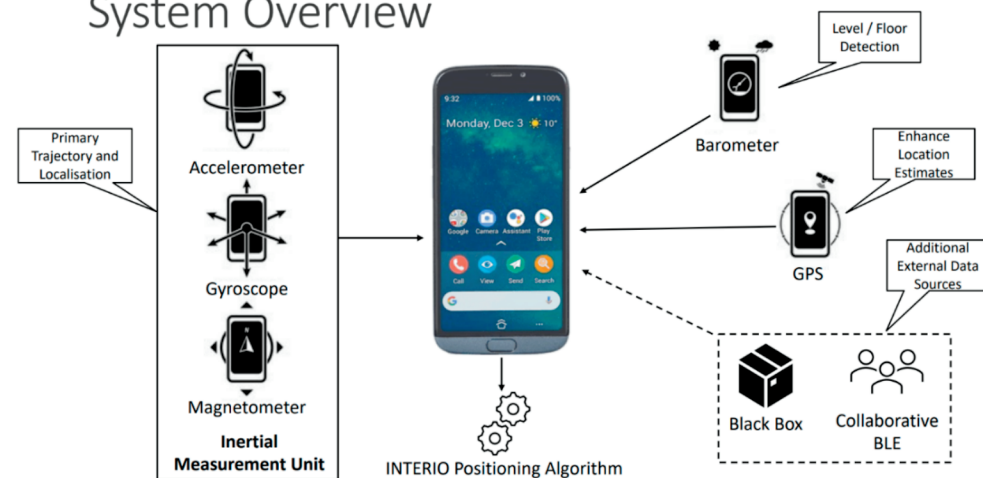 System Overview
Primary
Trajectory and
Localisation
Accelerometer
Gyroscope
N
Magnetometer
Inertial
Measurement Unit
9:32
100%
Monday, Dec 3 10°
Google Camera Assistant Play
Store
Call View Send Search
G
INTERIO Positioning Algorithm
Level / Floor
Detection
Barometer
Enhance
Location
Estimates
GPS
Additional
External Data
Sources
Black Box
Collaborative
BLE